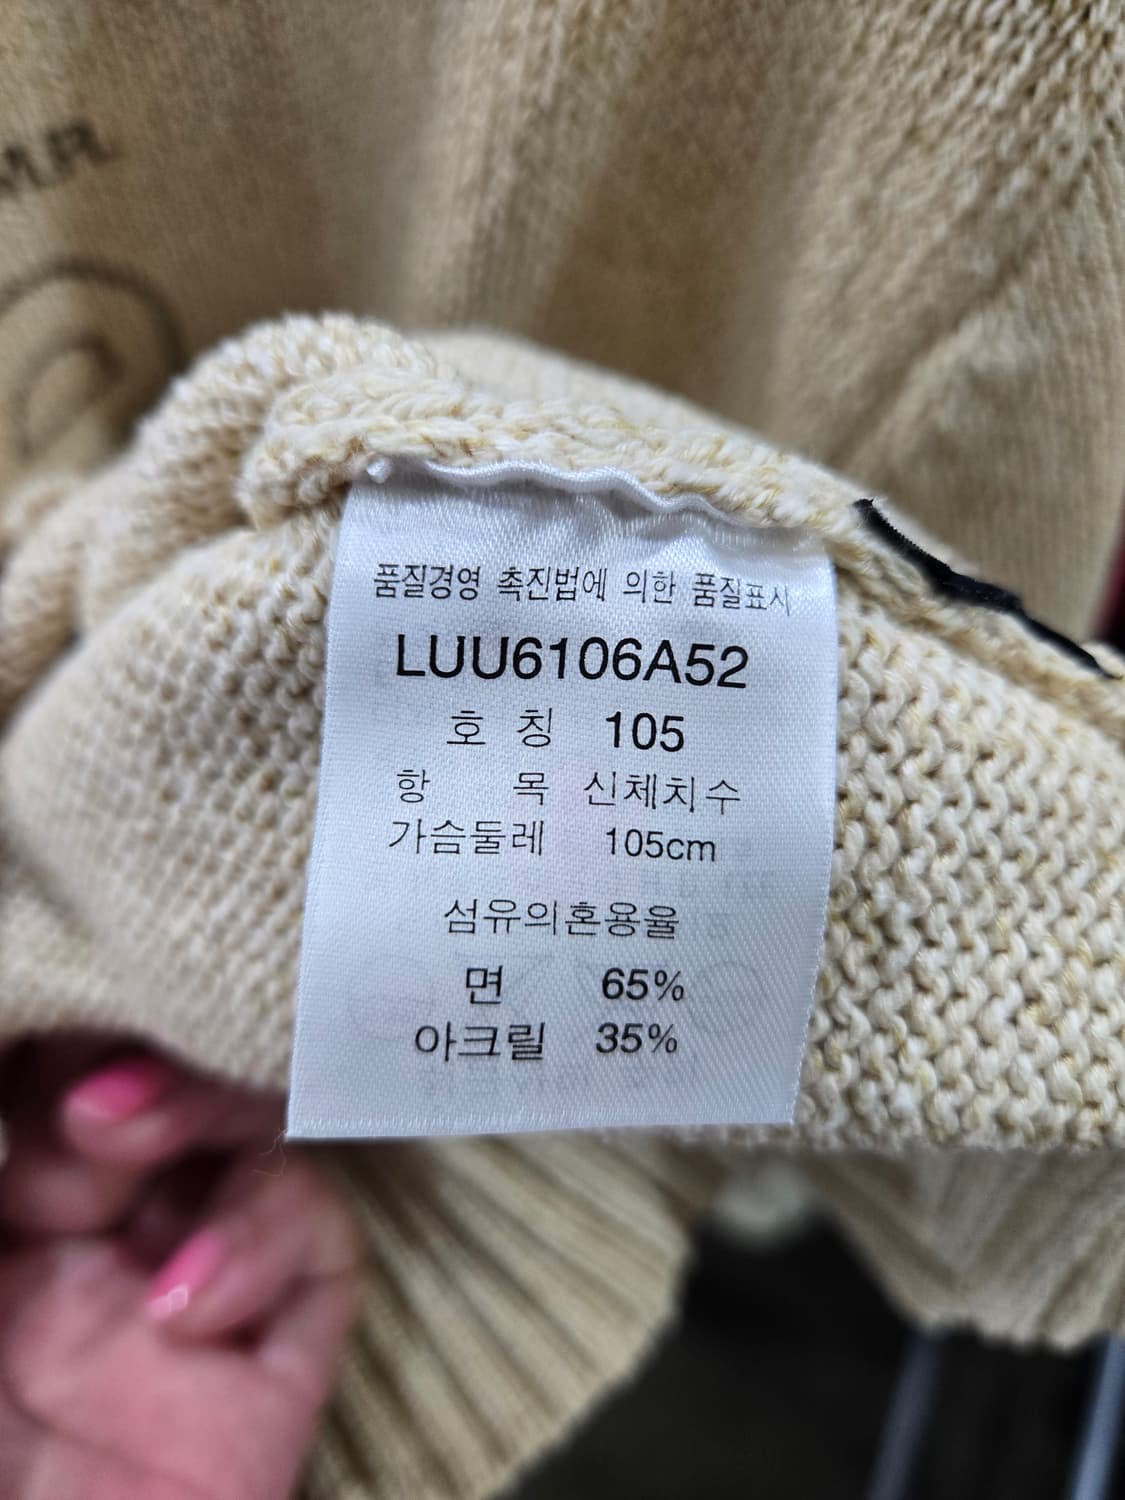 품질경영 촉진법에 의한 품질표시
LUU6106A52
호 칭 105
항 목 신체치수
가슴둘레 105cm
섬유의혼용율
면 65%
아크릴 35%